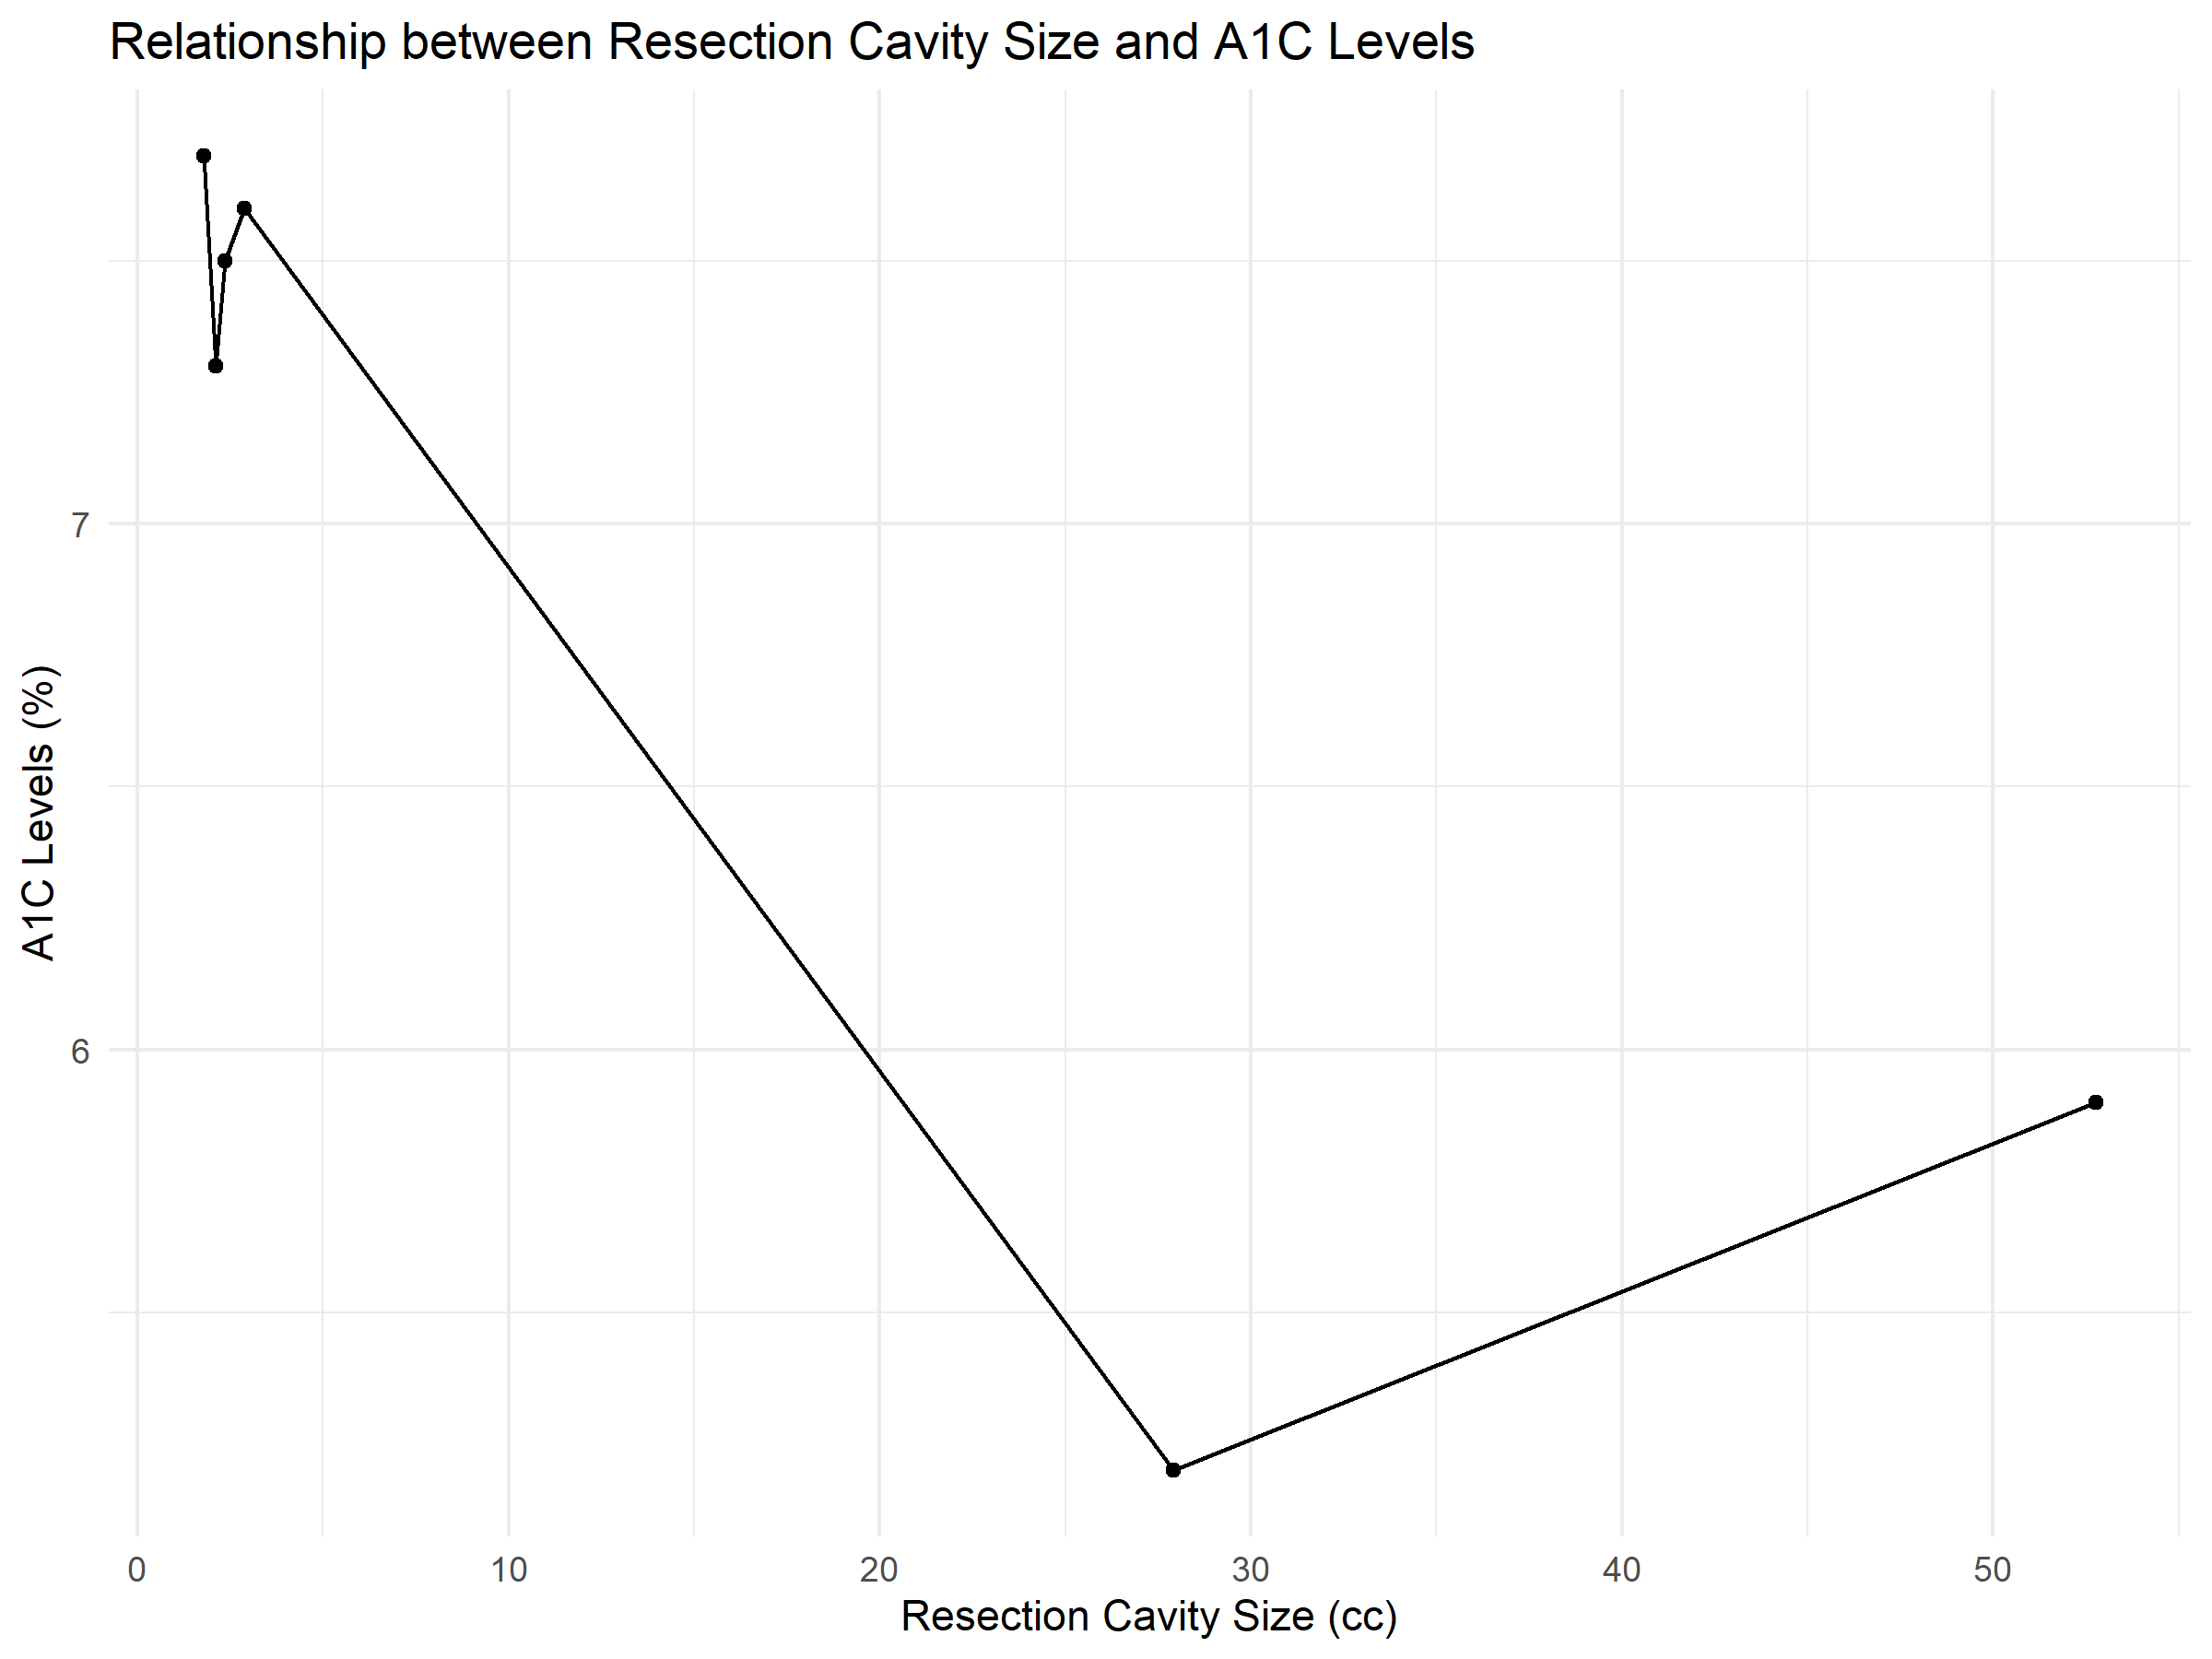 Relationship between Resection Cavity Size and A1C Levels
A1C Levels (%)
7
6
0 10 20 30 40 50
Resection Cavity Size (cc)